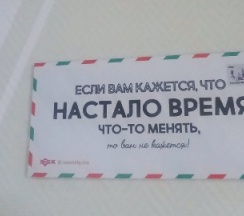 ЕСЛИ ВАМ КАЖЕТСЯ, ЧТО
НАСТАЛО ВРЕМЯ
ЧТО-ТО МЕНЯТЬ,
то вам не кажется!